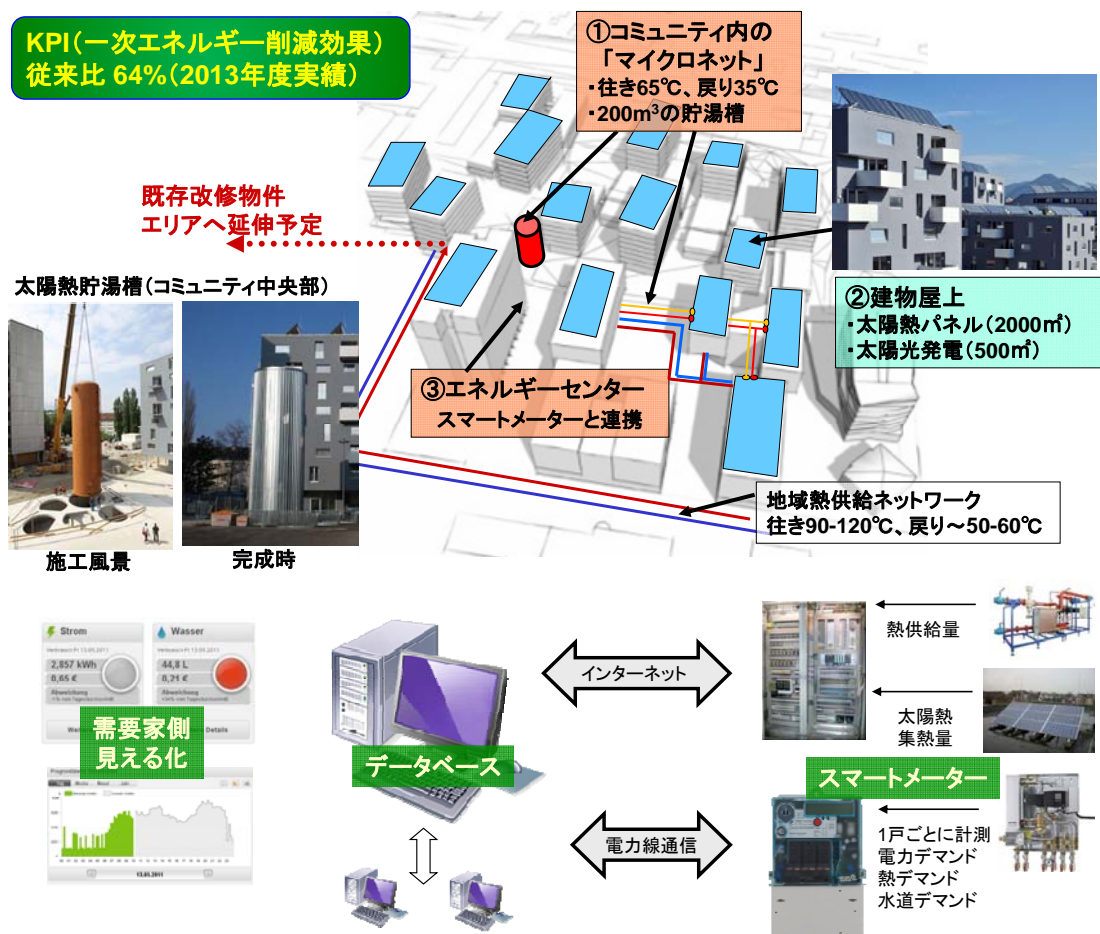 KPI(一次エネルギー削減効果)
従来比 64%(2013年度実績)
①コミュニティ内の
「マイクロネット」
・往き65℃、戻り35℃
・200m³の貯湯槽
既存改修物件
エリアへ延伸予定
太陽熱貯湯槽(コミュニティ中央部)
②建物屋上
・太陽熱パネル(2000㎡)
・太陽光発電(500㎡)
③エネルギーセンター
スマートメーターと連携
地域熱供給ネットワーク
往き90-120℃、戻り～50-60℃
施工風景
完成時
Strom
Wasser
2,857 kWh
44,8 L
0,65 €
0,21 €
Abweichung
Abweichung
Details
需要家側
見える化
13.05.2011
データベース
インターネット
電力線通信
熱供給量
太陽熱
集熱量
スマートメーター
1戸ごとに計測
電力デマンド
熱デマンド
水道デマンド